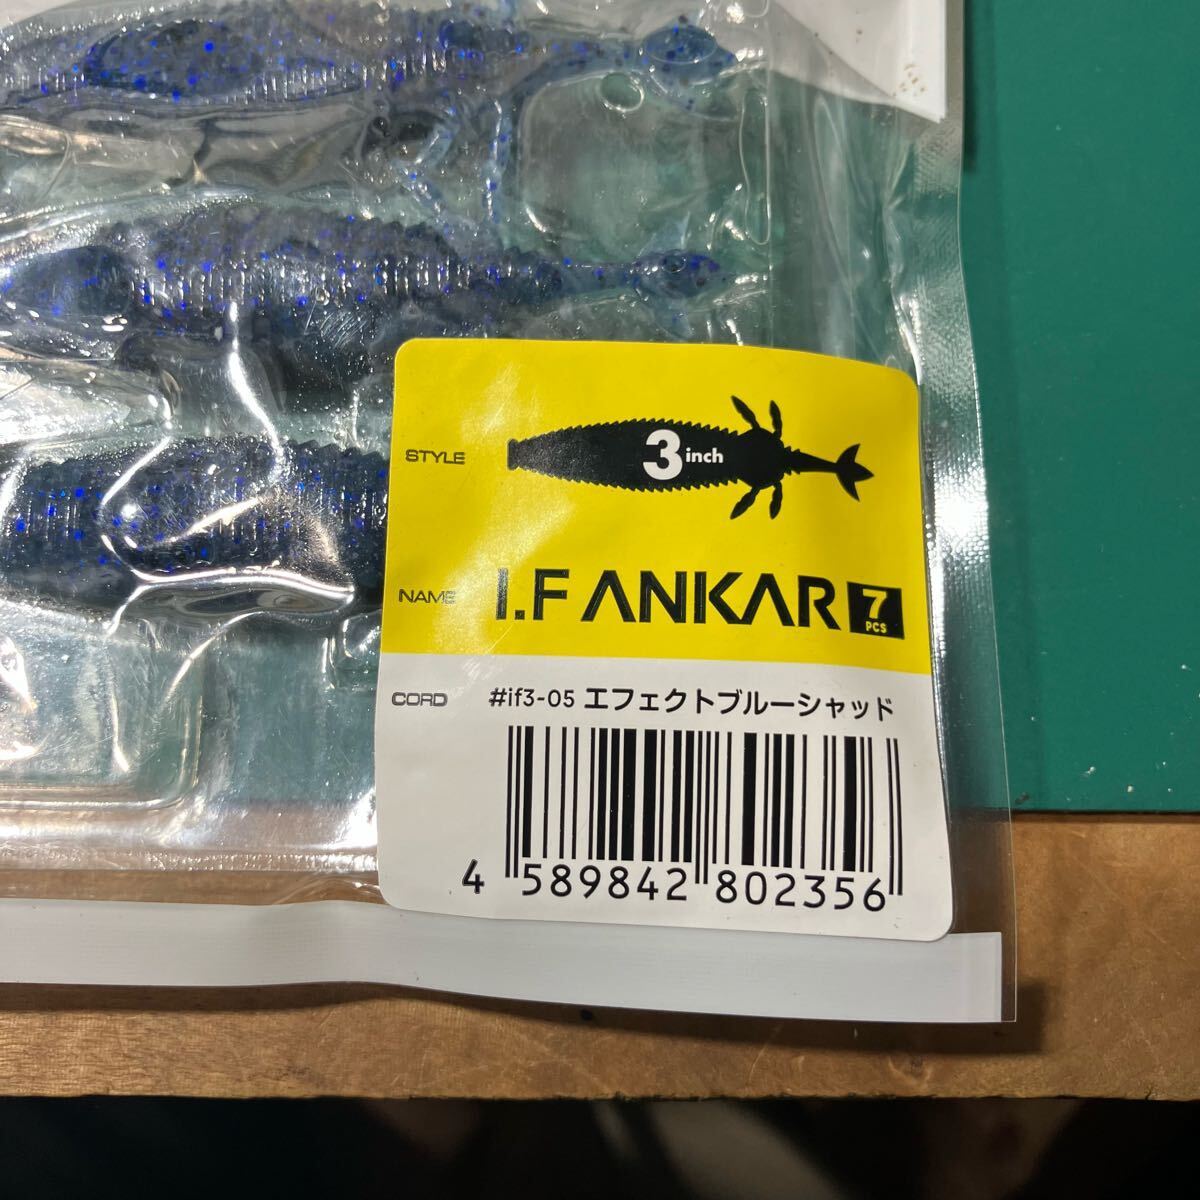 STYLE
3inch
NAME
I.F ANKAR
7
PCS
CORD
#if3-05 エフェクトブルーシャッド
4 589842 802356